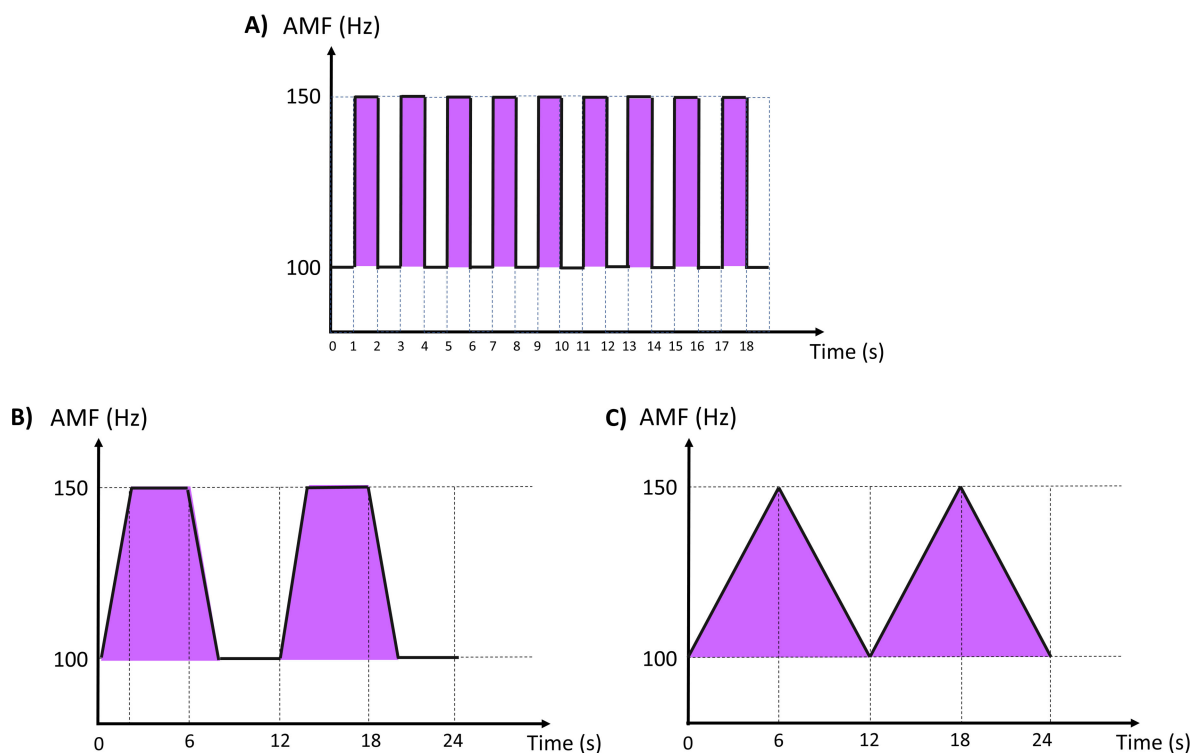 A) AMF (Hz)
150
100
0 1 2 3 4 5 6 7 8 9 10 11 12 13 14 15 16 17 18
Time (s)
B) AMF (Hz)
150
100
0 6 12 18 24 Time (s)
C) AMF (Hz)
150
100
0 6 12 18 24 Time (s)